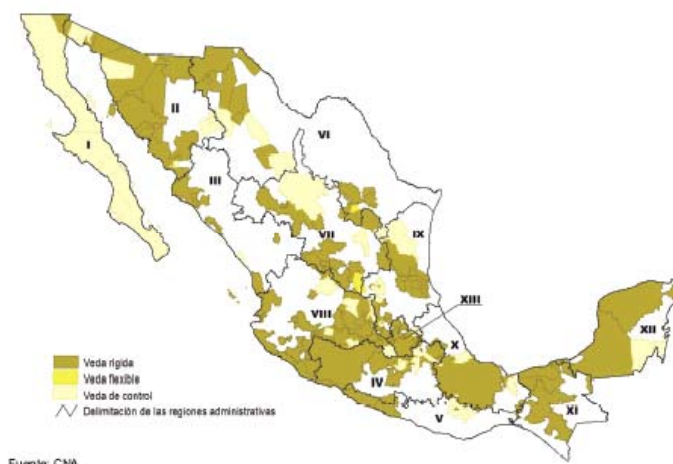 I
II
III
VI
VII
IX
XIII
VIII
X
XII
IV
V
XI
Veda rígida
Veda flexible
Veda de control
Delimitación de las regiones administrativas
Fuente: CNA